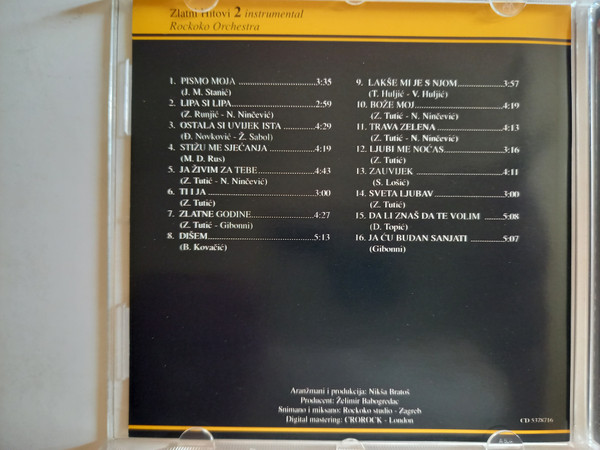 Zlatni Hitovi 2 instrumental
Rockoko Orchestra
1. PISMO MOJA ........................3:35
(J. M. Stanić)
2. LIPA SI LIPA........................2:59
(Z. Runjić - N. Ninčević)
3. OSTALA SI UVIJEK ISTA ..........4:29
(Đ. Novković - Ž. Sabol)
4. STIŽU ME SJEĆANJA ..............4:19
(M. D. Rus)
5. JA ŽIVIM ZA TEBE ................4:43
(Z. Tutić - N. Ninčević)
6. TI I JA ..............................3:00
(Z. Tutić)
7. ZLATNE GODINE....................4:27
(Z. Tutić - Gibonni)
8. DIŠEM................................5:13
(B. Kovačić)
9. LAKŠE MI JE S NJOM..............3:57
(T. Huljić - V. Huljić)
10. BOŽE MOJ..........................4:19
(Z. Tutić - N. Ninčević)
11. TRAVA ZELENA ....................4:13
(Z. Tutić - N. Ninčević)
12. LJUBI ME NOĆAS..................3:16
(Z. Tutić)
13. ZAUVIJEK ..........................4:11
(S. Lošić)
14. SVETA LJUBAV ....................3:00
(Z. Tutić)
15. DA LI ZNAŠ DA TE VOLIM ......5:08
(D. Topić)
16. JA ĆU BUDAN SANJATI ..........5:07
(Gibonni)
Aranžmani i produkcija: Nikša Bratoš
Producent: Želimir Babogredac
Snimano i miksano: Rockoko studio - Zagreb
Digital mastering: CROROCK - London
CD 5378716